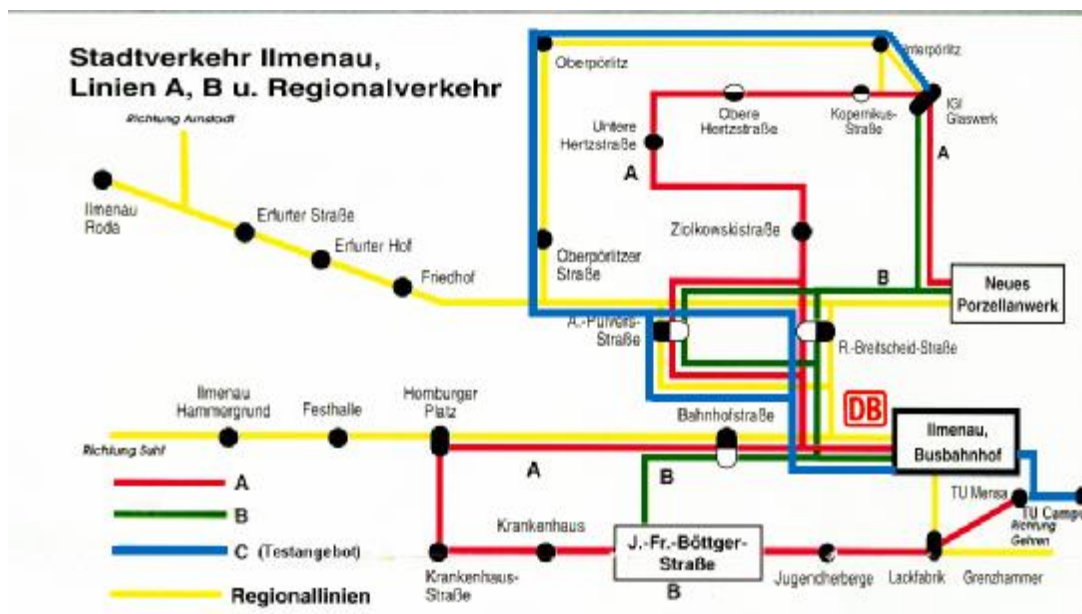 Stadtverkehr Ilmenau,
Linien A, B u. Regionalverkehr
Richtung Arnstadt
Oberpörlitz
Unterpörlitz
IGI
Glaswerk
Obere
Hertzstraße
Kopernikus-
Straße
Untere
Hertzstraße
A
A
Ilmenau
Roda
Erfurter Straße
Erfurter Hof
Friedhof
Oberpörlitzer
Straße
Ziolkowskistraße
B
Neues
Porzellanwerk
A.-Puwers-
Straße
R.-Breitscheid-Straße
Ilmenau
Hammergrund
Festhalle
Homburger
Platz
Bahnhofstraße
DB
Ilmenau,
Busbahnhof
Richtung Suhl
A
B
A
B
C (Testangebot)
Regionallinien
Krankenhaus
Krankenhaus-
Straße
J.-Fr.-Böttger-
Straße
B
Jugendherberge
Lackfabrik
Grenzhammer
TU Mensa
TU Campu
Richtung
Gehren